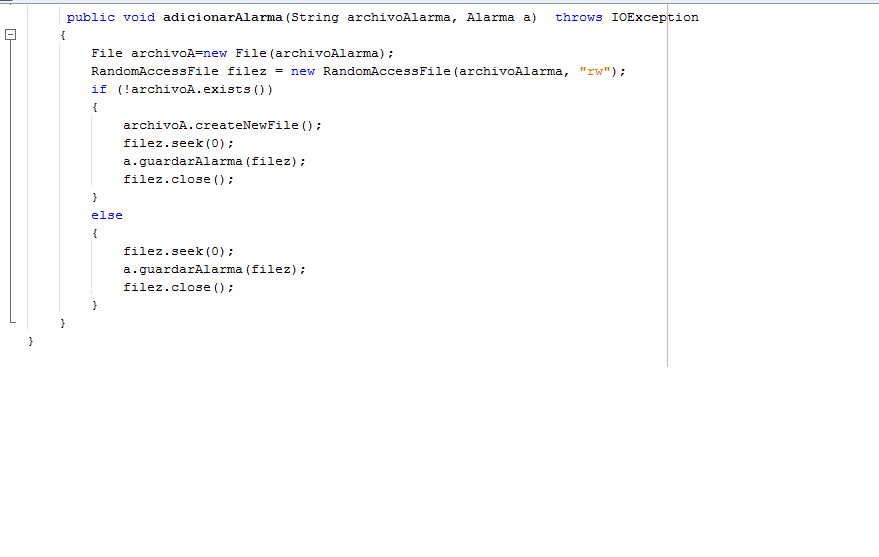 public void adicionarAlarma(String archivoAlarma, Alarma a)  throws IOException
{
File archivoA=new File(archivoAlarma);
RandomAccessFile filez = new RandomAccessFile(archivoAlarma, "rw");
if (!archivoA.exists())
{
archivoA.createNewFile();
filez.seek(0);
a.guardarAlarma(filez);
filez.close();
}
else
{
filez.seek(0);
a.guardarAlarma(filez);
filez.close();
}
}
}